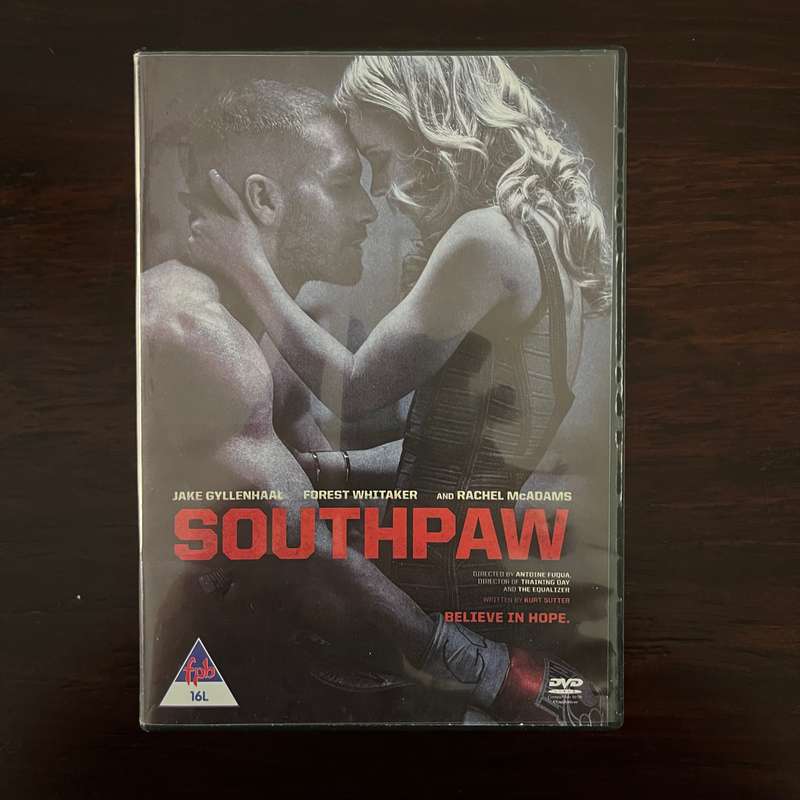 JAKE GYLLENHAAL FOREST WHITAKER AND RACHEL McADAMS
SOUTHPAW
DIRECTED BY ANTOINE FUQUA,
DIRECTOR OF TRAINING DAY
AND THE EQUALIZER
WRITTEN BY KURT SUTTER
BELIEVE IN HOPE.
fpb
16L
DVD